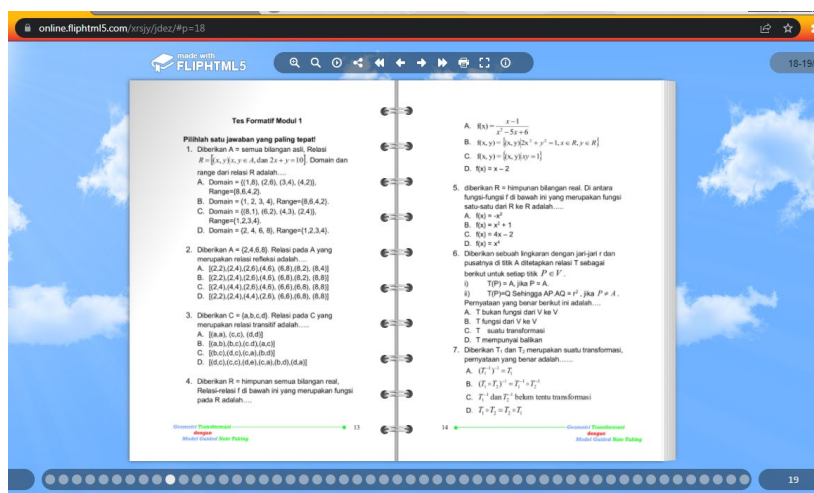 online.fliphtml5.com/xrsjy/jdez/#p=18
made with
FLIPHTML5
18-19/
Tes Formatif Modul 1
Pilihlah satu jawaban yang paling tepat!
1. Diberikan A = semua bilangan asli, Relasi
R = {(x, y)|x, y ∈ A, dan 2x + y = 10}. Domain dan
range dari relasi R adalah....
A. Domain = {(1,8), (2,6), (3,4), (4,2)},
Range={8,6,4,2}.
B. Domain = {1, 2, 3, 4}, Range={8,6,4,2}.
C. Domain = {(8,1), (6,2), (4,3), (2,4)},
Range={1,2,3,4}.
D. Domain = {2, 4, 6, 8}, Range={1,2,3,4}.
2. Diberikan A = {2,4,6,8}. Relasi pada A yang
merupakan relasi refleksi adalah....
A. [(2,2),(2,4),(2,6),(4,6), (6,8),(8,2), (8,4)]
B. [(2,2),(2,4),(2,6),(4,6), (6,8),(8,2), (8,8)]
C. [(2,4),(4,4),(2,6),(4,6), (6,6),(6,8), (8,8)]
D. [(2,2),(2,4),(4,4),(2,6), (6,6),(6,8), (8,8)]
3. Diberikan C = {a,b,c,d}. Relasi pada C yang
merupakan relasi transitif adalah.....
A. [(a,a), (c,c), (d,d)]
B. [(a,b),(b,c),(c,d),(a,c)]
C. [(b,c),(d,c),(c,a),(b,d)]
D. [(d,c),(c,c),(d,e),(c,a),(b,d),(d,a)]
4. Diberikan R = himpunan semua bilangan real,
Relasi-relasi f di bawah ini yang merupakan fungsi
pada R adalah....
Geometri Transformasi
dengan
Model Guided Note Taking
13
A. f(x) = x−1 / x² − 5x + 6
B. f(x, y) = {(x, y)|2x² + y² − 1, x ∈ R, y ∈ R}
C. f(x, y) = {(x, y)|xy = 1}
D. f(x) = x – 2
5. diberikan R = himpunan bilangan real. Di antara
fungsi-fungsi f di bawah ini yang merupakan fungsi
satu-satu dari R ke R adalah.....
A. f(x) = -x²
B. f(x) = x² + 1
C. f(x) = 4x – 2
D. f(x) = x⁴
6. Diberikan sebuah lingkaran dengan jari-jari r dan
pusatnya di titik A ditetapkan relasi T sebagai
berikut untuk setiap titik P ∈ V.
i) T(P) = A, jika P = A.
ii) T(P)=Q Sehingga AP.AQ = r², jika P ≠ A.
Pernyataan yang benar berikut ini adalah....
A. T bukan fungsi dari V ke V
B. T fungsi dari V ke V
C. T suatu transformasi
D. T mempunyai balikan
7. Diberikan T₁ dan T₂ merupakan suatu transformasi,
pernyataan yang benar adalah......
A. (T₁⁻¹)⁻¹ = T₁
B. (T₁ ∘ T₂)⁻¹ = T₁⁻¹ ∘ T₂⁻¹
C. T₁⁻¹ dan T₂⁻¹ belum tentu transformasi
D. T₁ ∘ T₂ = T₂ ∘ T₁
14
Geometri Transformasi
dengan
Model Guided Note Taking
19